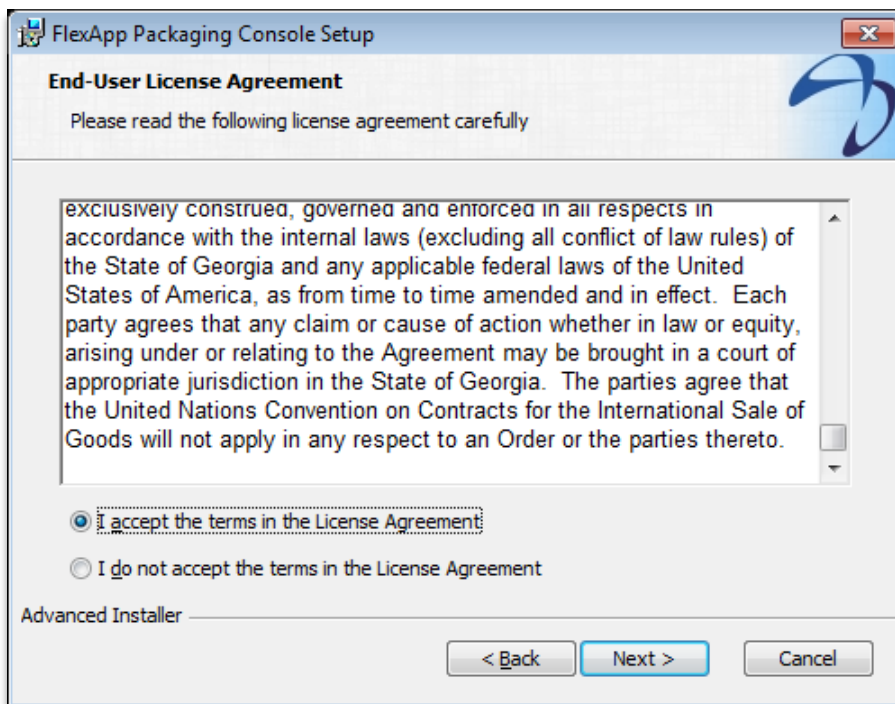 FlexApp Packaging Console Setup
End-User License Agreement
Please read the following license agreement carefully
exclusively construed, governed and enforced in all respects in
accordance with the internal laws (excluding all conflict of law rules) of
the State of Georgia and any applicable federal laws of the United
States of America, as from time to time amended and in effect.  Each
party agrees that any claim or cause of action whether in law or equity,
arising under or relating to the Agreement may be brought in a court of
appropriate jurisdiction in the State of Georgia.  The parties agree that
the United Nations Convention on Contracts for the International Sale of
Goods will not apply in any respect to an Order or the parties thereto.
I accept the terms in the License Agreement
I do not accept the terms in the License Agreement
Advanced Installer
< Back Next > Cancel